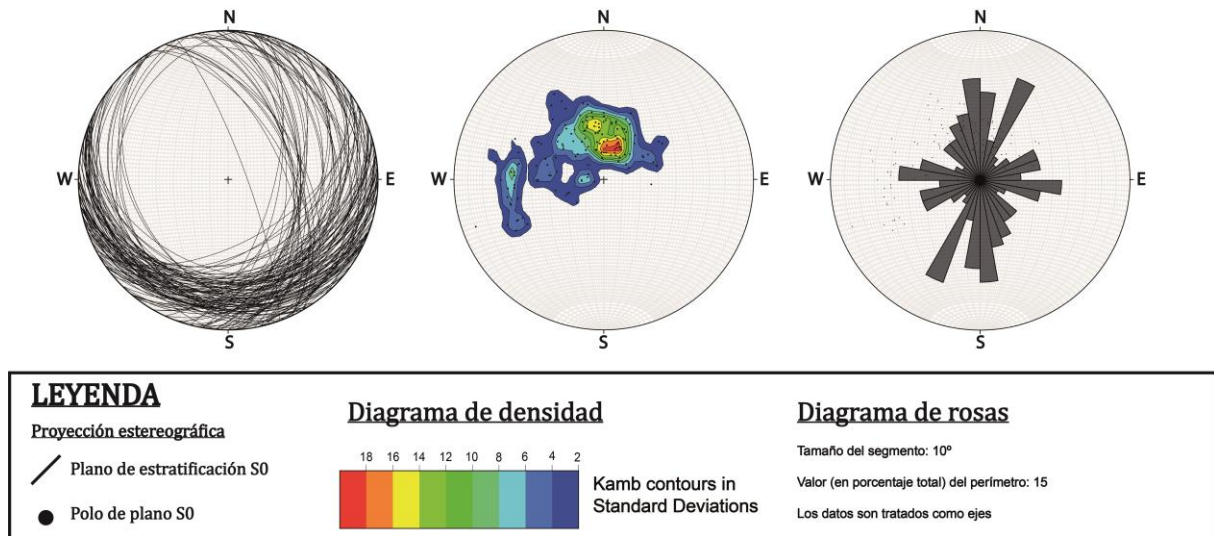 N
N
N
W
E
W
E
W
E
S
S
S
LEYENDA
Proyección estereográfica
Plano de estratificación S0
Polo de plano S0
Diagrama de densidad
18 16 14 12 10 8 6 4 2
Kamb contours in
Standard Deviations
Diagrama de rosas
Tamaño del segmento: 10º
Valor (en porcentaje total) del perímetro: 15
Los datos son tratados como ejes